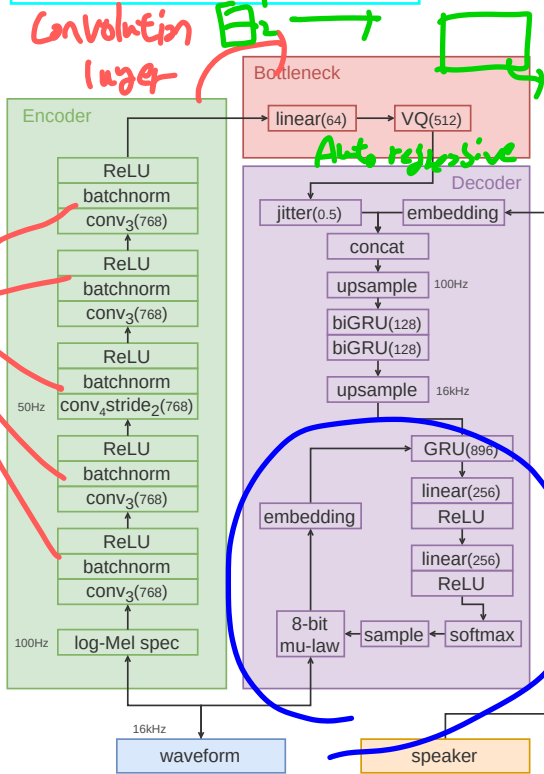 Convolution
layer
2
Bottleneck
linear(64)
VQ(512)
Auto regressive
Encoder
ReLU
batchnorm
conv3(768)
ReLU
batchnorm
conv3(768)
ReLU
batchnorm
50Hz
conv4stride2(768)
ReLU
batchnorm
conv3(768)
ReLU
batchnorm
conv3(768)
100Hz
log-Mel spec
Decoder
jitter(0.5)
embedding
concat
upsample
100Hz
biGRU(128)
biGRU(128)
upsample
16kHz
GRU(896)
linear(256)
ReLU
embedding
linear(256)
ReLU
8-bit
mu-law
sample
softmax
16kHz
waveform
speaker